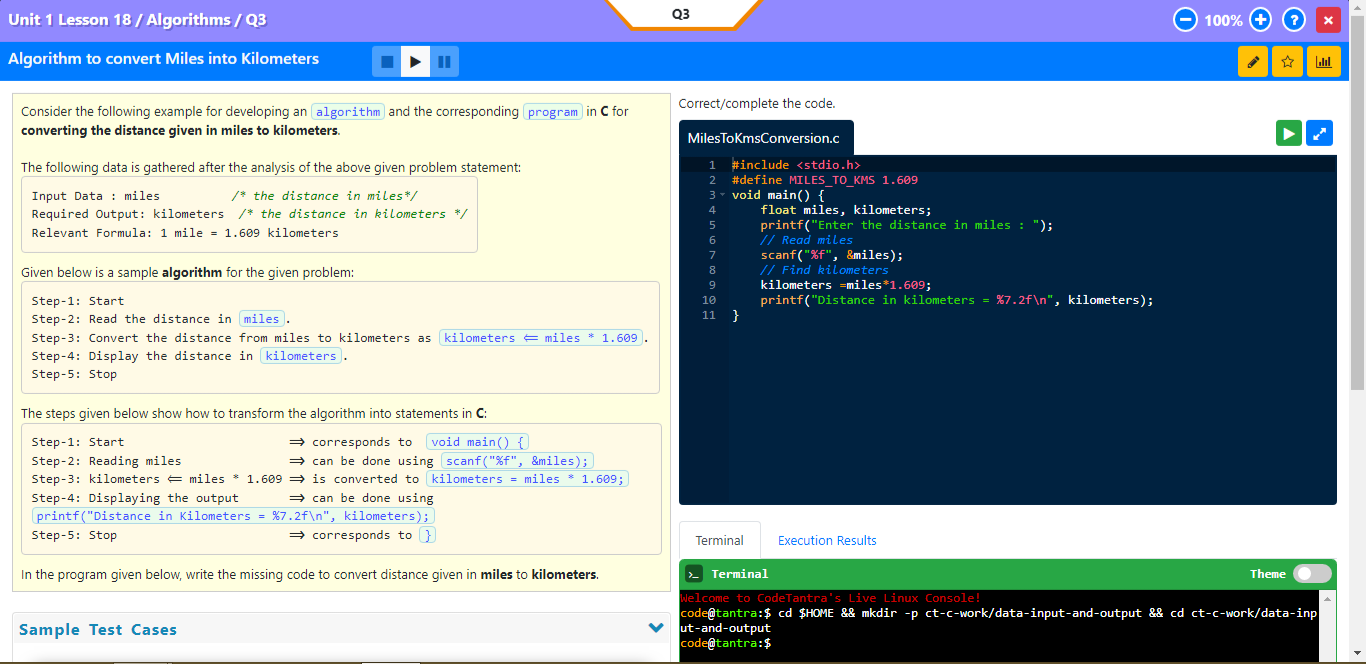 Unit 1 Lesson 18 / Algorithms / Q3
Q3
100%
?
Algorithm to convert Miles into Kilometers
Consider the following example for developing an algorithm and the corresponding program in C for
converting the distance given in miles to kilometers.
The following data is gathered after the analysis of the above given problem statement:
Input Data : miles /* the distance in miles*/
Required Output: kilometers /* the distance in kilometers */
Relevant Formula: 1 mile = 1.609 kilometers
Given below is a sample algorithm for the given problem:
Step-1: Start
Step-2: Read the distance in miles.
Step-3: Convert the distance from miles to kilometers as kilometers ⟸ miles * 1.609.
Step-4: Display the distance in kilometers.
Step-5: Stop
The steps given below show how to transform the algorithm into statements in C:
Step-1: Start ⟹ corresponds to void main() {
Step-2: Reading miles ⟹ can be done using scanf("%f", &miles);
Step-3: kilometers ⟸ miles * 1.609 ⟹ is converted to kilometers = miles * 1.609;
Step-4: Displaying the output ⟹ can be done using
printf("Distance in Kilometers = %7.2f\n", kilometers);
Step-5: Stop ⟹ corresponds to }
In the program given below, write the missing code to convert distance given in miles to kilometers.
Sample Test Cases
Correct/complete the code.
MilesToKmsConversion.c
1 #include <stdio.h>
2 #define MILES_TO_KMS 1.609
3 void main() {
4 float miles, kilometers;
5 printf("Enter the distance in miles : ");
6 // Read miles
7 scanf("%f", &miles);
8 // Find kilometers
9 kilometers =miles*1.609;
10 printf("Distance in kilometers = %7.2f\n", kilometers);
11 }
Terminal Execution Results
Terminal Theme
Welcome to CodeTantra's Live Linux Console!
code@tantra:$ cd $HOME && mkdir -p ct-c-work/data-input-and-output && cd ct-c-work/data-inp
ut-and-output
code@tantra:$